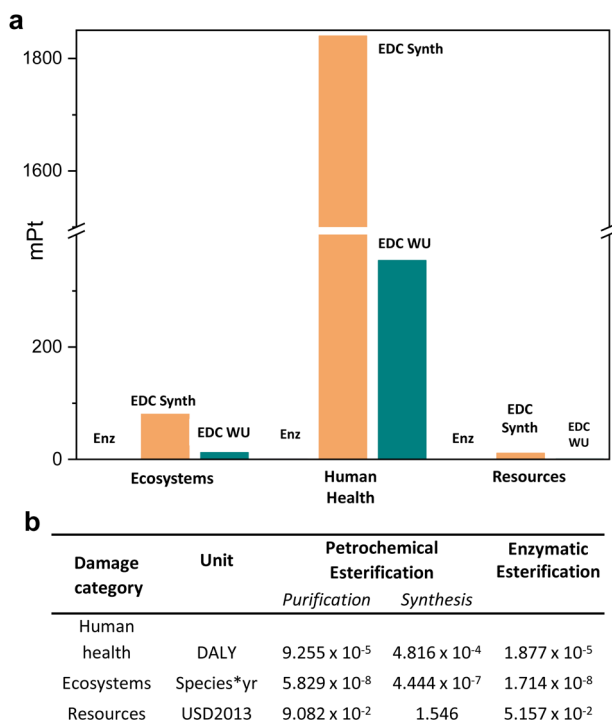 a
1800
1600
mPt
200
0
EDC Synth
EDC WU
EDC Synth
EDC WU
Enz
Enz
Enz
EDC
Synth
EDC
WU
Ecosystems
Human
Health
Resources
b
Damage
category
Unit
Petrochemical
Esterification
Enzymatic
Esterification
Purification Synthesis
Human
health DALY 9.255 x 10⁻⁵ 4.816 x 10⁻⁴ 1.877 x 10⁻⁵
Ecosystems Species*yr 5.829 x 10⁻⁸ 4.444 x 10⁻⁷ 1.714 x 10⁻⁸
Resources USD2013 9.082 x 10⁻² 1.546 5.157 x 10⁻²